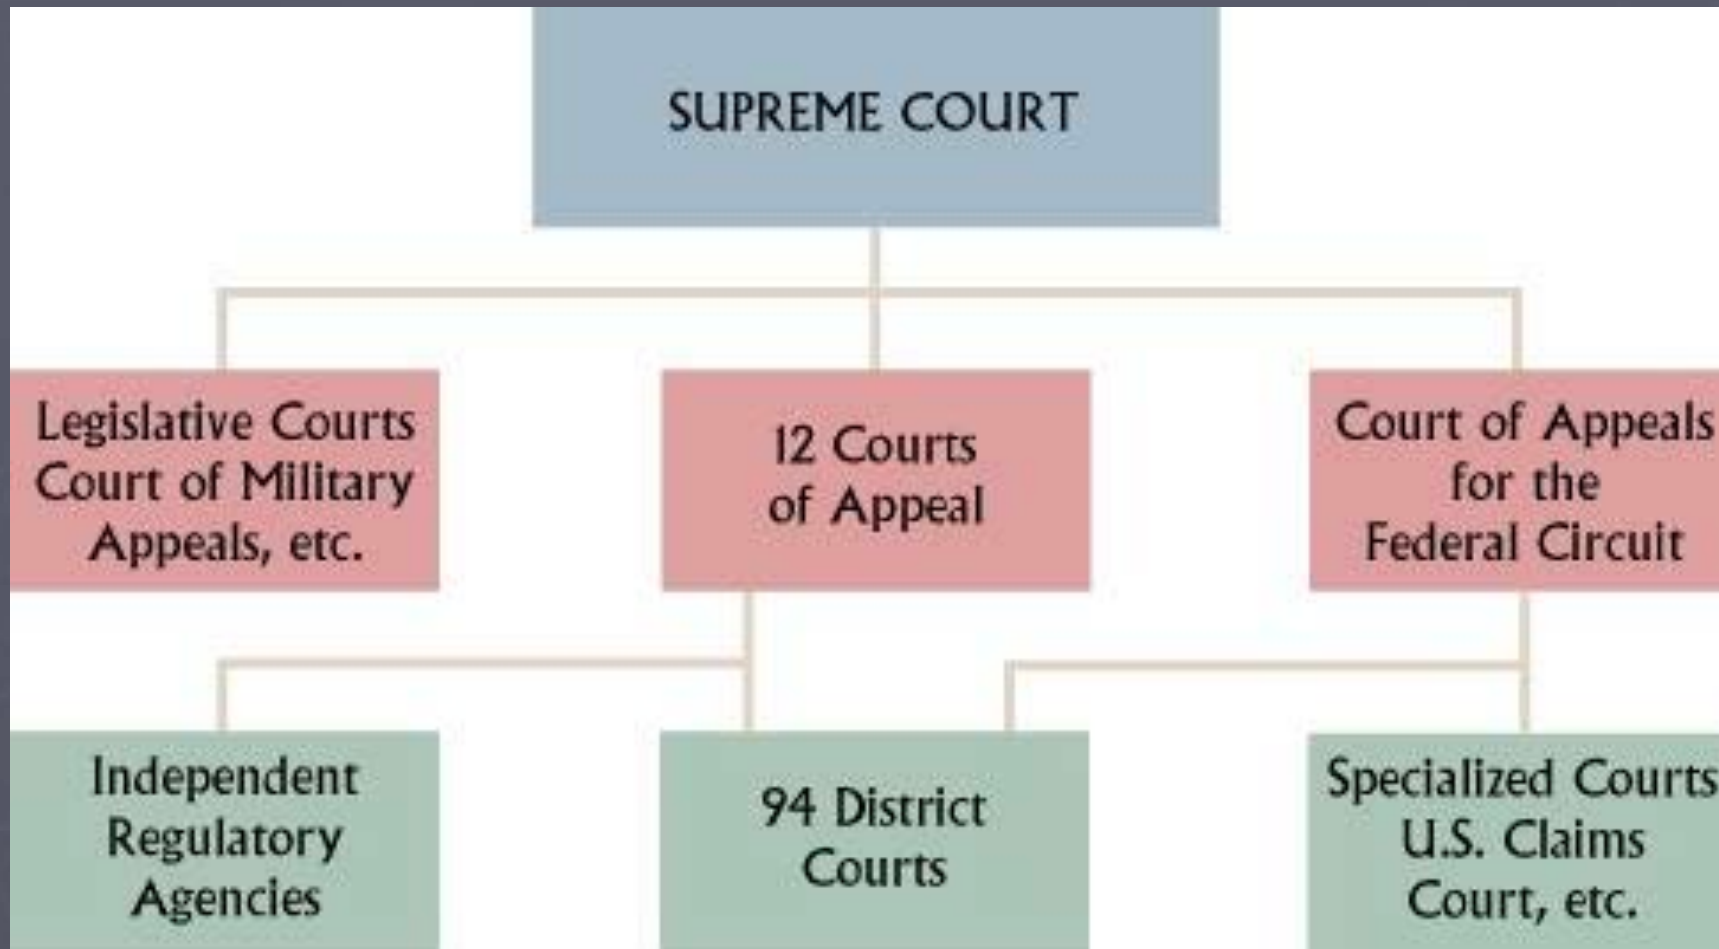 SUPREME COURT
Legislative Courts
Court of Military
Appeals, etc.
12 Courts
of Appeal
Court of Appeals
for the
Federal Circuit
Independent
Regulatory
Agencies
94 District
Courts
Specialized Courts
U.S. Claims
Court, etc.